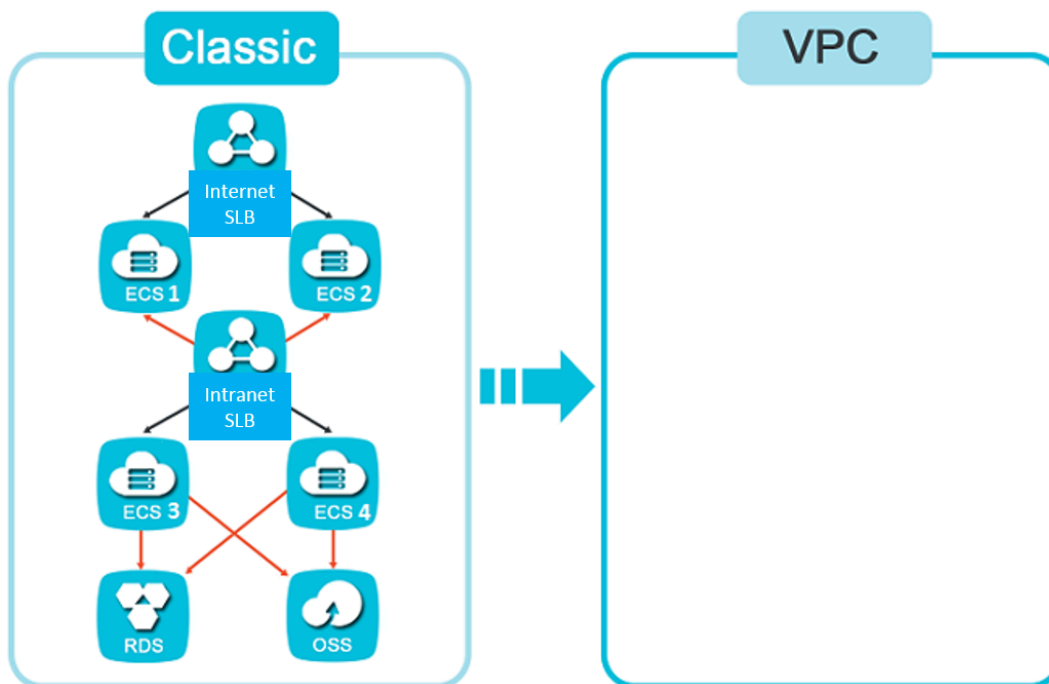 Classic
VPC
Internet
SLB
ECS 1
ECS 2
Intranet
SLB
ECS 3
ECS 4
RDS
OSS